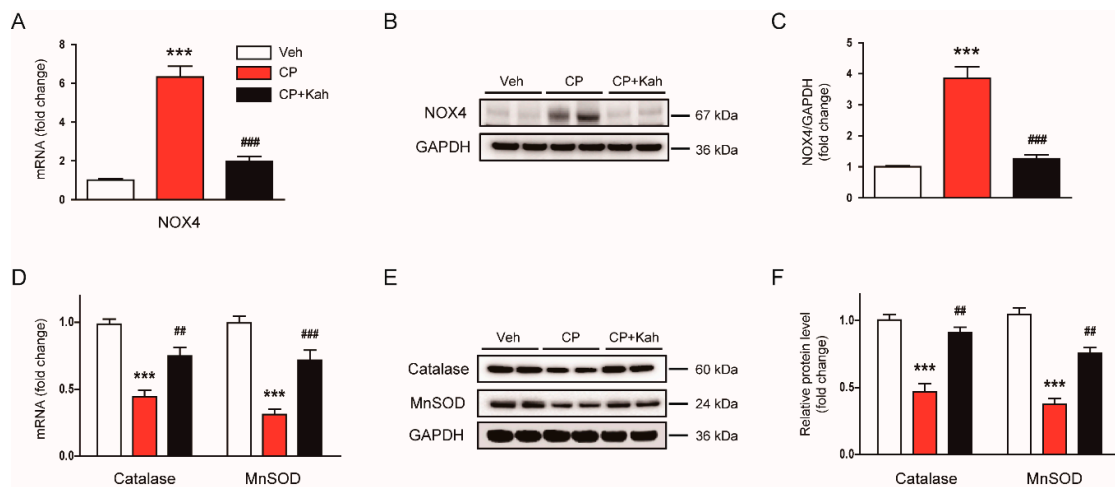 A
mRNA (fold change)
8
6
4
2
0
***
###
NOX4
Veh
CP
CP+Kah
B
Veh CP CP+Kah
NOX4 67 kDa
GAPDH 36 kDa
C
NOX4/GAPDH
(fold change)
5
4
3
2
1
0
***
###
D
mRNA (fold change)
1.0
0.5
0.0
***
##
***
###
Catalase MnSOD
E
Veh CP CP+Kah
Catalase 60 kDa
MnSOD 24 kDa
GAPDH 36 kDa
F
Relative protein level
(fold change)
1.0
0.5
0.0
***
##
***
##
Catalase MnSOD